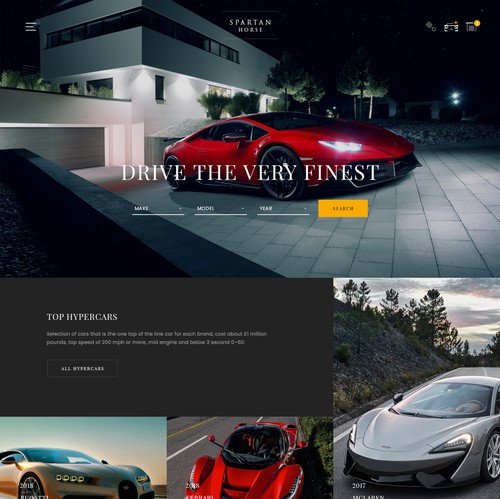 SPARTAN
HORSE
DRIVE THE VERY FINEST
MAKE
MODEL
YEAR
SEARCH
TOP HYPERCARS
Selection of cars that is the one top of the line car for each brand, cost about £1 million
pounds, top speed of 200 mph or more, mid engine and below 3 second 0-60.
ALL HYPERCARS
2017
MCLAREN
2018
BUGATTI
2018
FERRARI